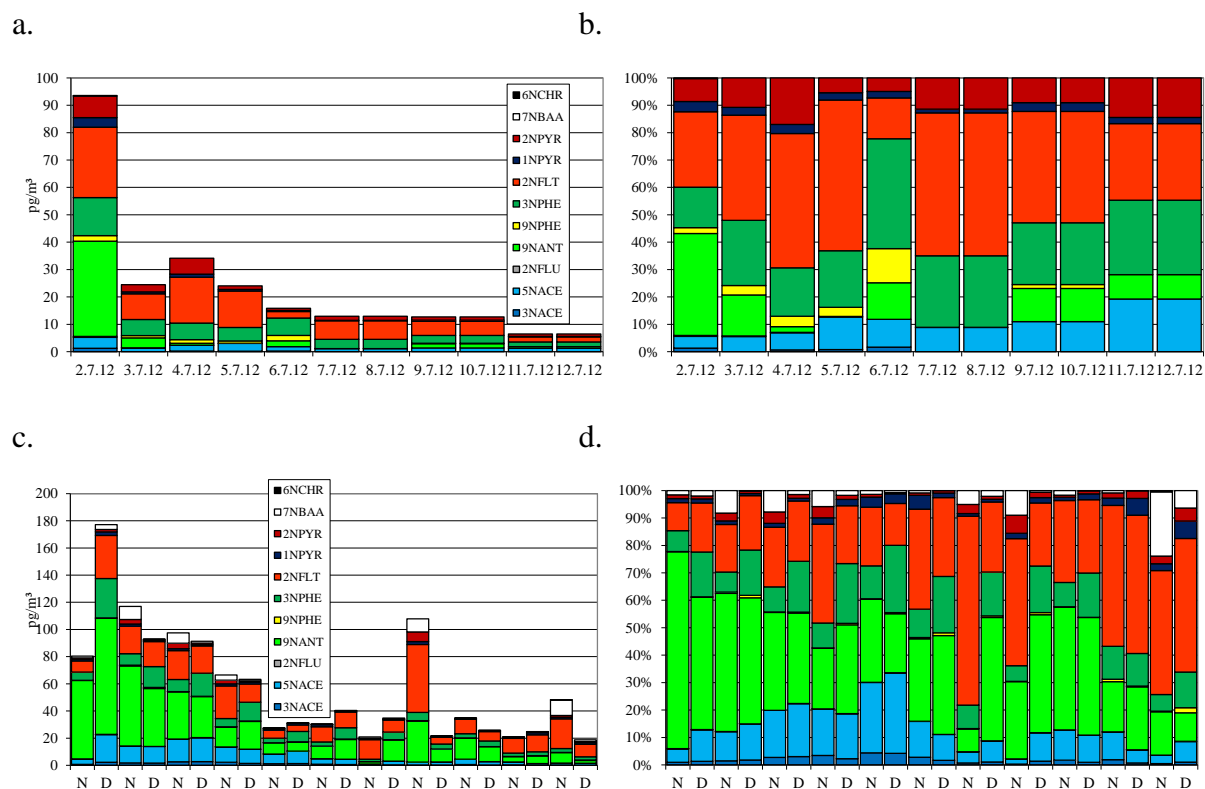 a.
b.
100
90
80
70
60
50
40
30
20
10
0
pg/m³
6NCHR
7NBAA
2NPYR
1NPYR
2NFLT
3NPHE
9NPHE
9NANT
2NFLU
5NACE
3NACE
2.7.12 3.7.12 4.7.12 5.7.12 6.7.12 7.7.12 8.7.12 9.7.12 10.7.12 11.7.12 12.7.12
100%
90%
80%
70%
60%
50%
40%
30%
20%
10%
0%
2.7.12 3.7.12 4.7.12 5.7.12 6.7.12 7.7.12 8.7.12 9.7.12 10.7.12 11.7.12 12.7.12
c.
d.
200
180
160
140
120
100
80
60
40
20
0
pg/m³
6NCHR
7NBAA
2NPYR
1NPYR
2NFLT
3NPHE
9NPHE
9NANT
2NFLU
5NACE
3NACE
N D N D N D N D N D N D N D N D N D N D N D N D
100%
90%
80%
70%
60%
50%
40%
30%
20%
10%
0%
N D N D N D N D N D N D N D N D N D N D N D N D